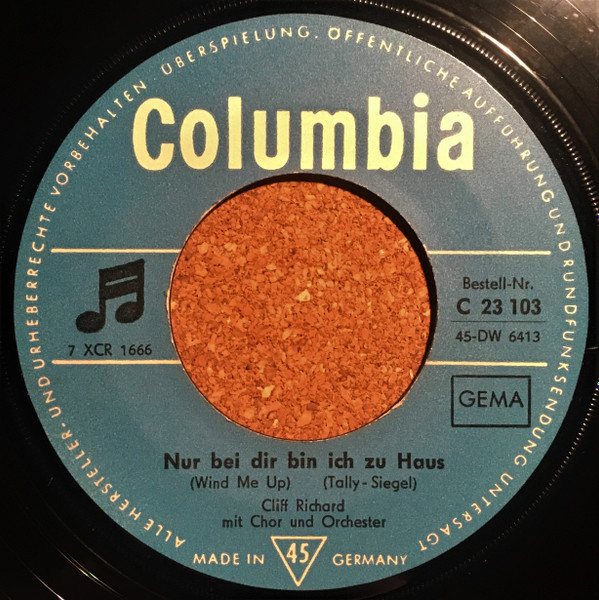 ALLE HERSTELLER- UND URHEBERRECHTE VORBEHALTEN ÜBERSPIELUNG. ÖFFENTLICHE AUFFÜHRUNG UND RUNDFUNKSENDUNG UNTERSAGT
Columbia
7 XCR 1666
Bestell-Nr.
C 23 103
45-DW 6413
GEMA
Nur bei dir bin ich zu Haus
(Wind Me Up) (Tally-Siegel)
Cliff Richard
mit Chor und Orchester
MADE IN 45 GERMANY